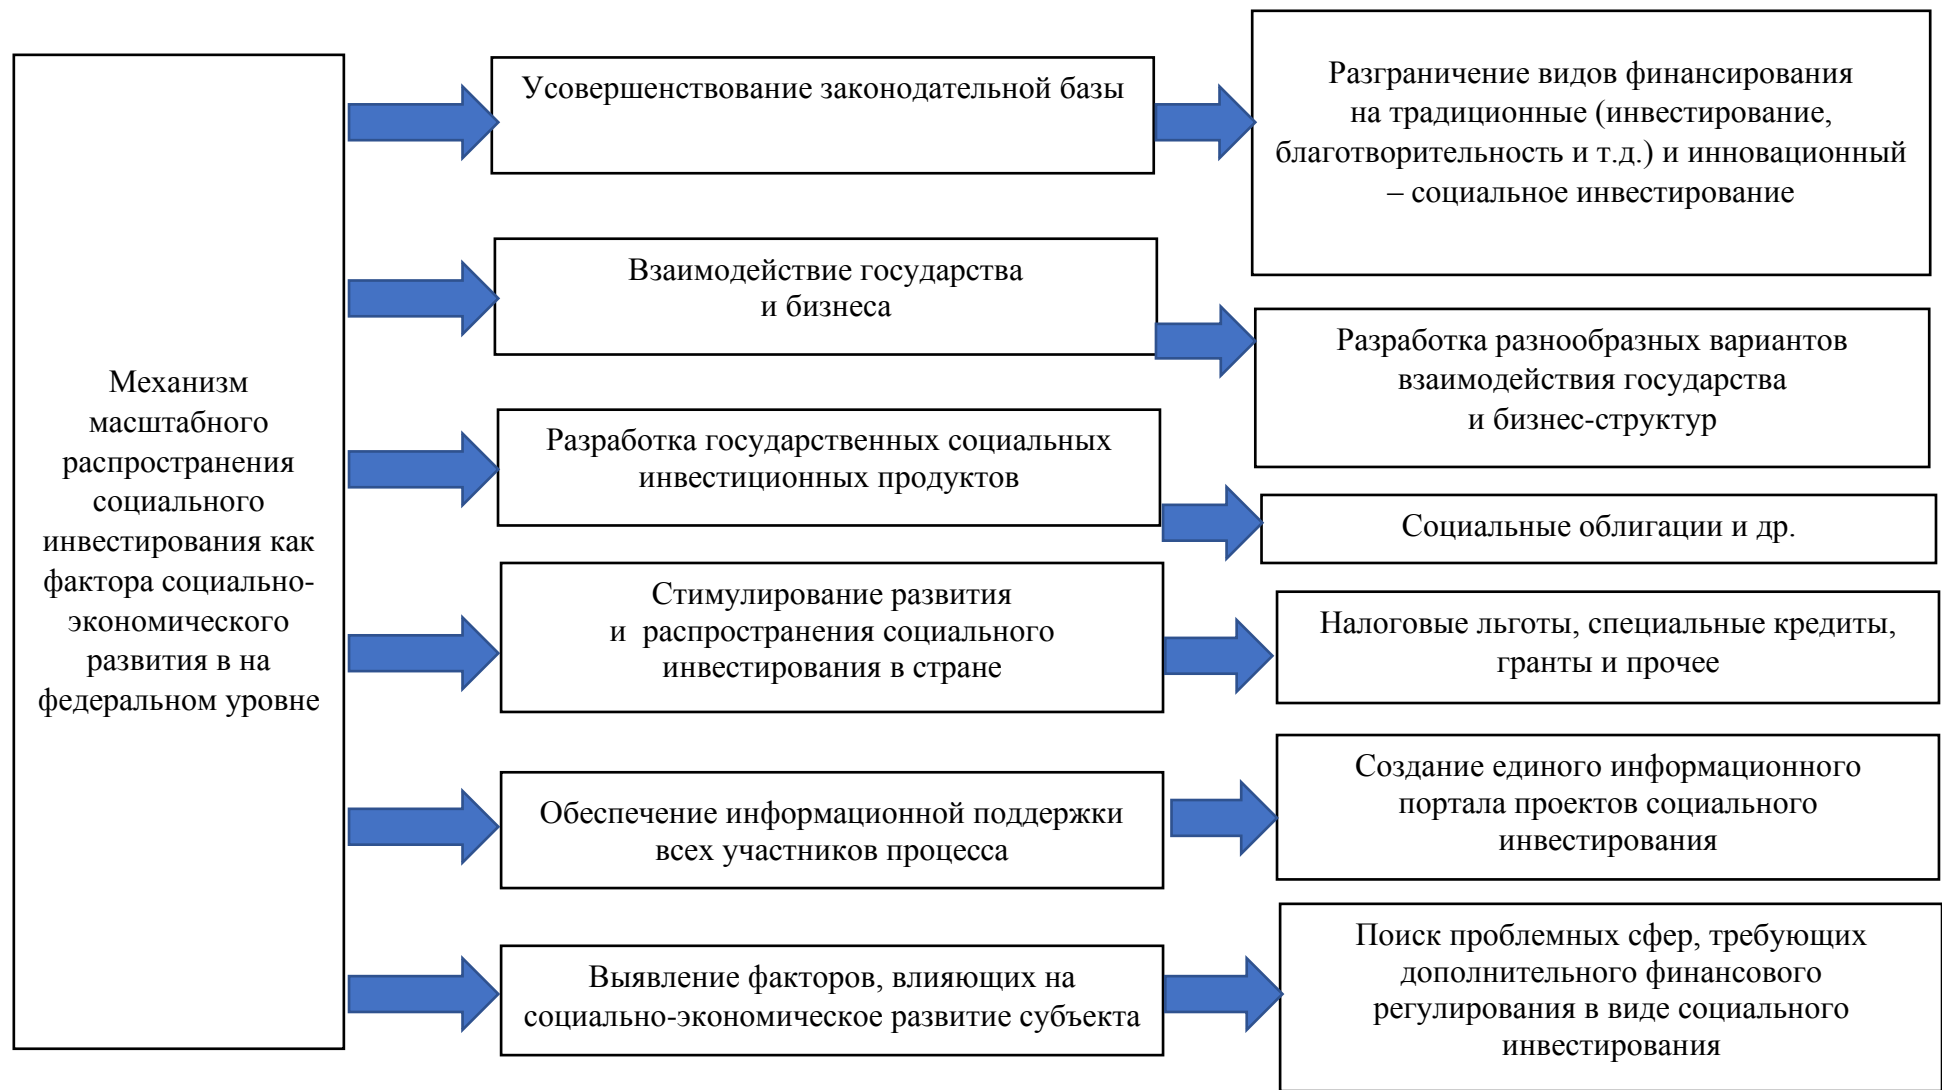 Механизм
масштабного
распространения
социального
инвестирования как
фактора социально-
экономического
развития в на
федеральном уровне
Усовершенствование законодательной базы
Разграничение видов финансирования
на традиционные (инвестирование,
благотворительность и т.д.) и инновационный
– социальное инвестирование
Взаимодействие государства
и бизнеса
Разработка разнообразных вариантов
взаимодействия государства
и бизнес-структур
Разработка государственных социальных
инвестиционных продуктов
Социальные облигации и др.
Стимулирование развития
и распространения социального
инвестирования в стране
Налоговые льготы, специальные кредиты,
гранты и прочее
Обеспечение информационной поддержки
всех участников процесса
Создание единого информационного
портала проектов социального
инвестирования
Выявление факторов, влияющих на
социально-экономическое развитие субъекта
Поиск проблемных сфер, требующих
дополнительного финансового
регулирования в виде социального
инвестирования